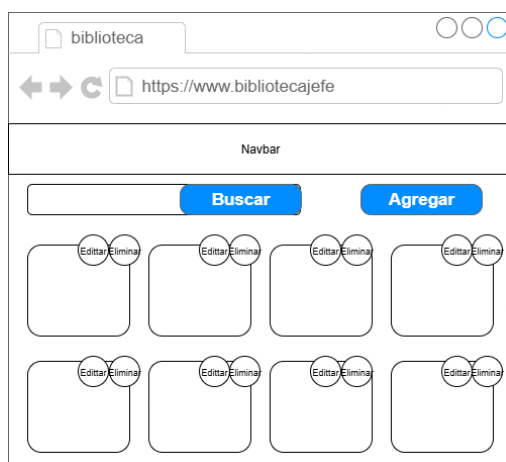 biblioteca
https://www.bibliotecajefe
Navbar
Buscar Agregar
Edittar Eliminar Edittar Eliminar Edittar Eliminar Edittar Eliminar
Edittar Eliminar Edittar Eliminar Edittar Eliminar Edittar Eliminar